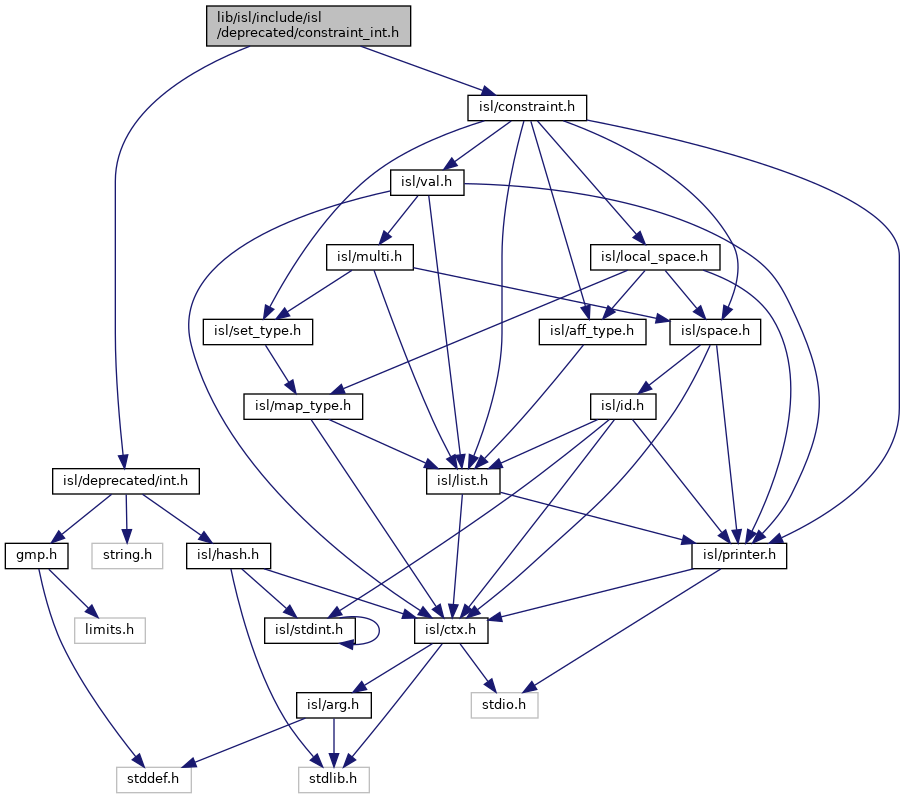 lib/isl/include/isl
/deprecated/constraint_int.h
isl/constraint.h
isl/val.h
isl/multi.h
isl/local_space.h
isl/set_type.h
isl/aff_type.h
isl/space.h
isl/map_type.h
isl/id.h
isl/deprecated/int.h
isl/list.h
gmp.h
string.h
isl/hash.h
isl/printer.h
limits.h
isl/stdint.h
isl/ctx.h
isl/arg.h
stdio.h
stddef.h
stdlib.h